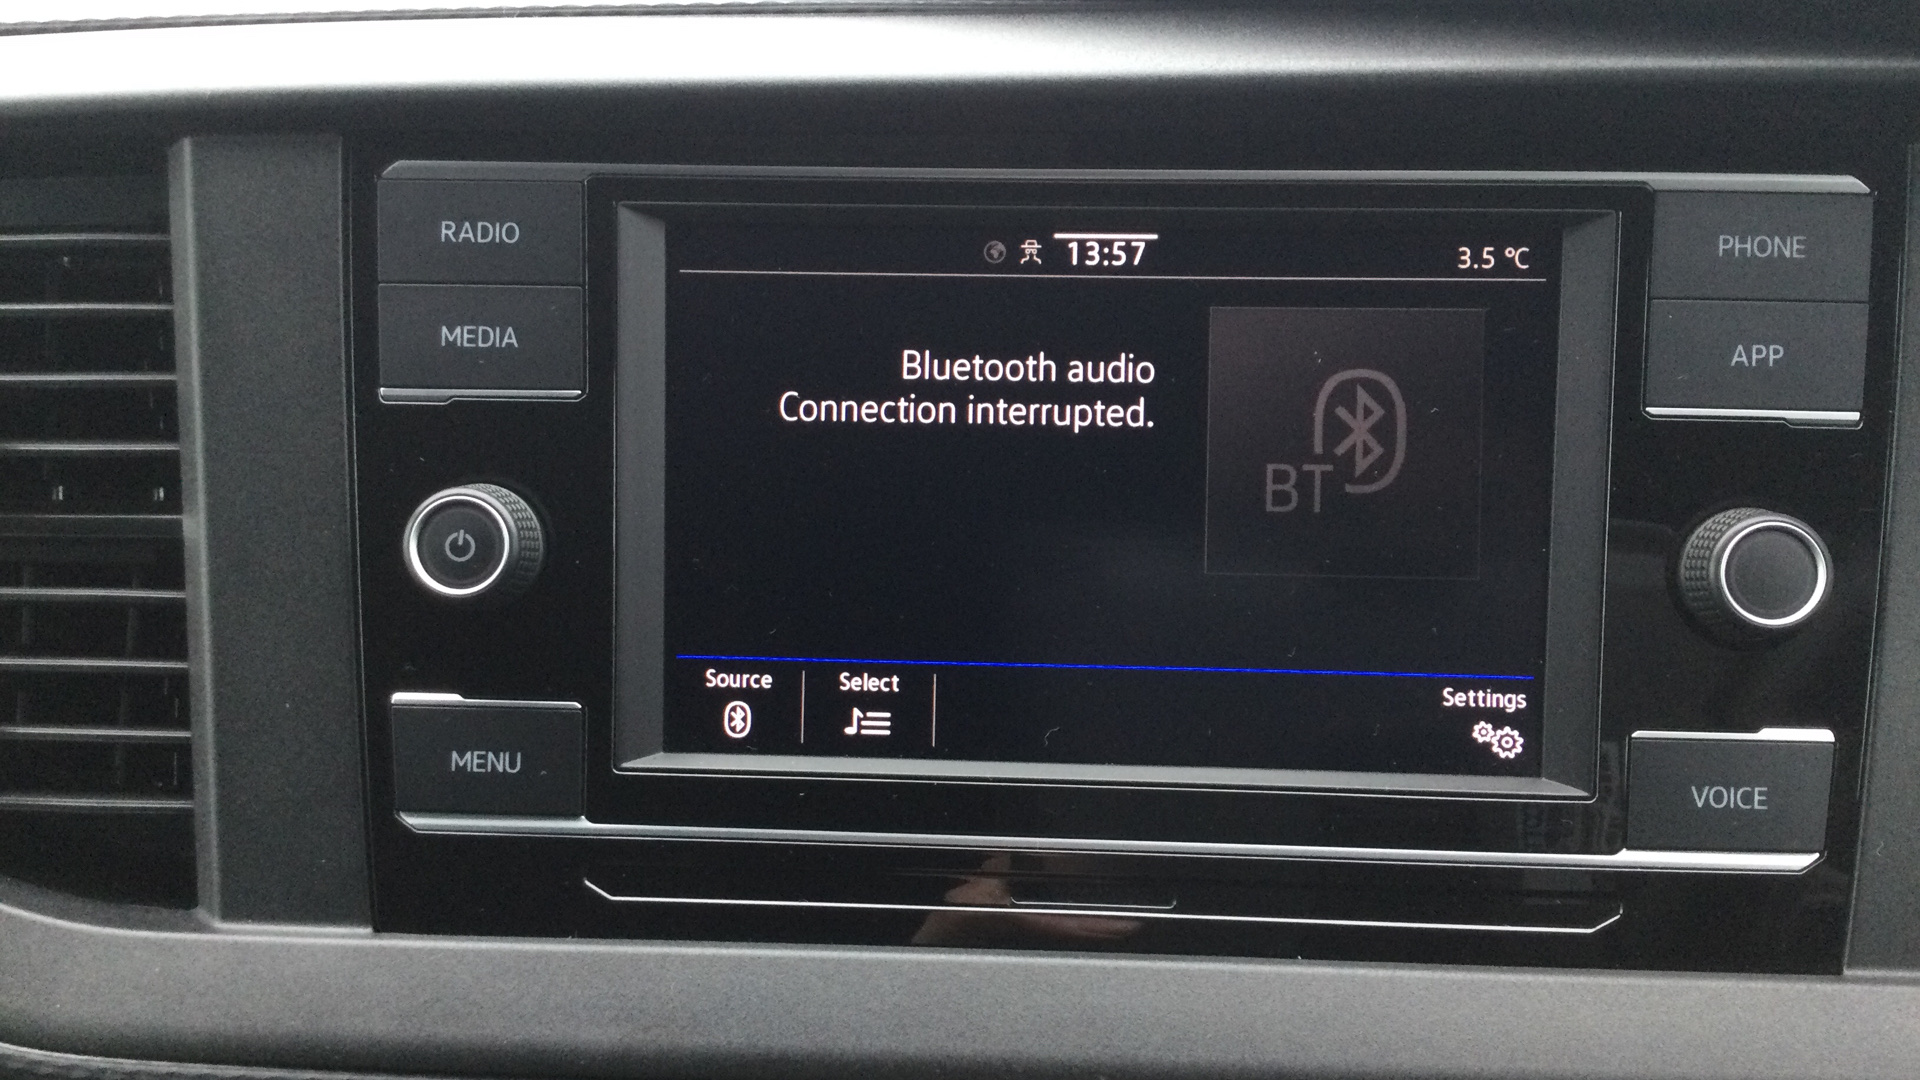 RADIO
MEDIA
MENU
13:57
3.5 °C
Bluetooth audio
Connection interrupted.
BT
Source
Select
Settings
PHONE
APP
VOICE